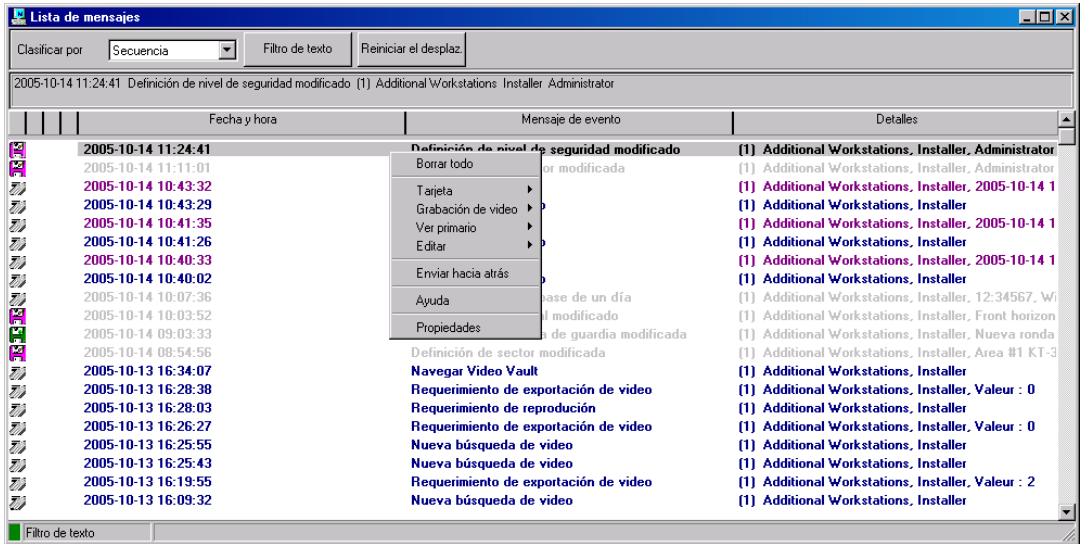 Lista de mensajes
Clasificar por Secuencia Filtro de texto Reiniciar el desplaz.
2005-10-14 11:24:41 Definición de nivel de seguridad modificado (1) Additional Workstations Installer Administrator
Fecha y hora Mensaje de evento Detalles
2005-10-14 11:24:41 Definición de nivel de seguridad modificado (1) Additional Workstations, Installer, Administrator
2005-10-14 11:11:01 or modificada (1) Additional Workstations, Installer, Administrator
2005-10-14 10:43:32 (1) Additional Workstations, Installer, 2005-10-14 1
2005-10-14 10:43:29 (1) Additional Workstations, Installer
2005-10-14 10:41:35 (1) Additional Workstations, Installer, 2005-10-14 1
2005-10-14 10:41:26 (1) Additional Workstations, Installer
2005-10-14 10:40:33 (1) Additional Workstations, Installer, 2005-10-14 1
2005-10-14 10:40:02 (1) Additional Workstations, Installer
2005-10-14 10:07:36 base de un día (1) Additional Workstations, Installer, 12:34567, Wi
2005-10-14 10:03:52 l modificado (1) Additional Workstations, Installer, Front horizon
2005-10-14 09:03:33 a de guardia modificada (1) Additional Workstations, Installer, Nueva ronda
2005-10-14 08:54:56 Definición de sector modificada (1) Additional Workstations, Installer, Area #1 KT-3
2005-10-13 16:34:07 Navegar Video Vault (1) Additional Workstations, Installer
2005-10-13 16:28:38 Requerimiento de exportación de video (1) Additional Workstations, Installer, Valeur : 0
2005-10-13 16:28:03 Requerimiento de reprodución (1) Additional Workstations, Installer
2005-10-13 16:26:27 Requerimiento de exportación de video (1) Additional Workstations, Installer, Valeur : 0
2005-10-13 16:25:55 Nueva búsqueda de video (1) Additional Workstations, Installer
2005-10-13 16:25:43 Nueva búsqueda de video (1) Additional Workstations, Installer
2005-10-13 16:19:55 Requerimiento de exportación de video (1) Additional Workstations, Installer, Valeur : 2
2005-10-13 16:09:32 Nueva búsqueda de video (1) Additional Workstations, Installer
Borrar todo
Tarjeta
Grabación de video
Ver primario
Editar
Enviar hacia atrás
Ayuda
Propiedades
Filtro de texto